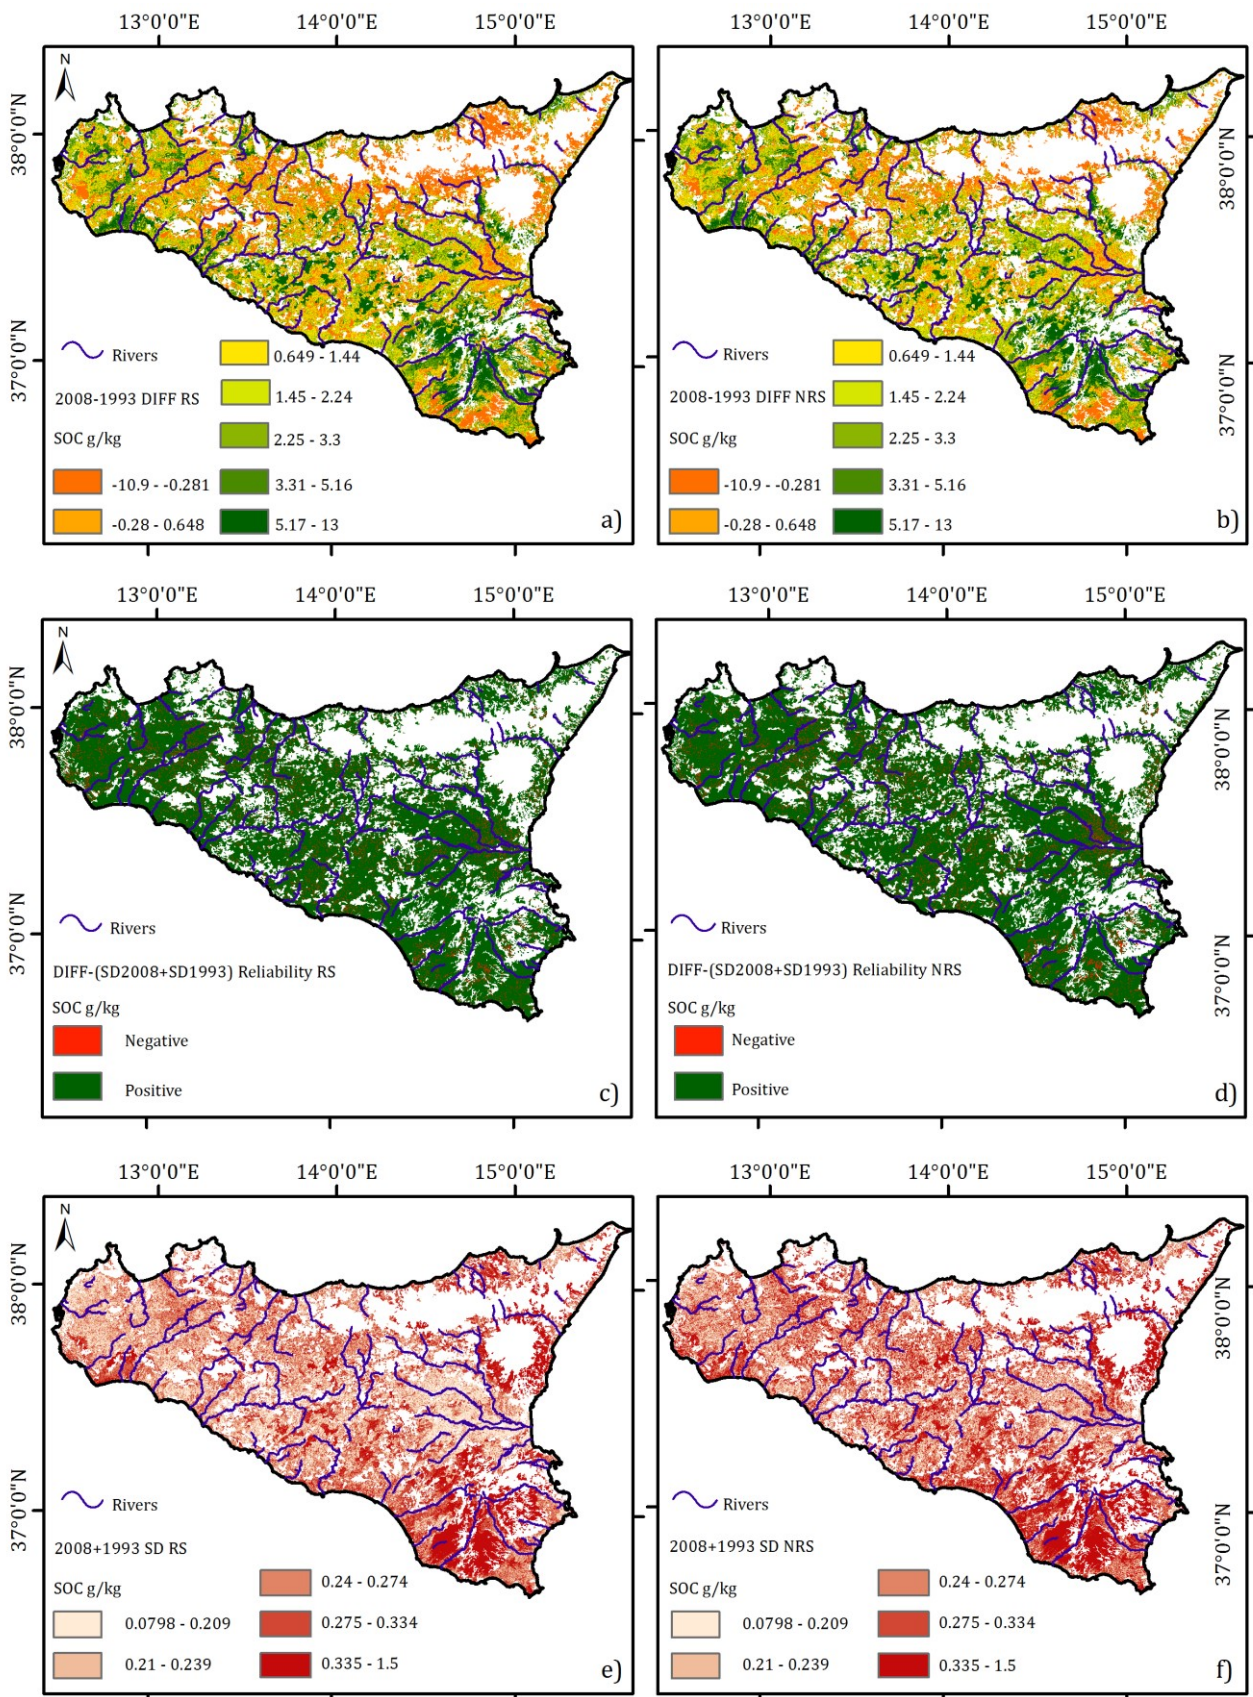 13°0'0"E 14°0'0"E 15°0'0"E 13°0'0"E 14°0'0"E 15°0'0"E
N
38°0'0"N
37°0'0"N
Rivers
2008-1993 DIFF RS
SOC g/kg
-10.9 - -0.281
-0.28 - 0.648
0.649 - 1.44
1.45 - 2.24
2.25 - 3.3
3.31 - 5.16
5.17 - 13
a)
Rivers
2008-1993 DIFF NRS
SOC g/kg
-10.9 - -0.281
-0.28 - 0.648
0.649 - 1.44
1.45 - 2.24
2.25 - 3.3
3.31 - 5.16
5.17 - 13
b)
38°0'0"N
37°0'0"N
13°0'0"E 14°0'0"E 15°0'0"E 13°0'0"E 14°0'0"E 15°0'0"E
N
38°0'0"N
37°0'0"N
Rivers
DIFF-(SD2008+SD1993) Reliability RS
SOC g/kg
Negative
Positive
c)
Rivers
DIFF-(SD2008+SD1993) Reliability NRS
SOC g/kg
Negative
Positive
d)
38°0'0"N
37°0'0"N
13°0'0"E 14°0'0"E 15°0'0"E 13°0'0"E 14°0'0"E 15°0'0"E
N
38°0'0"N
37°0'0"N
Rivers
2008+1993 SD RS
SOC g/kg
0.0798 - 0.209
0.21 - 0.239
0.24 - 0.274
0.275 - 0.334
0.335 - 1.5
e)
Rivers
2008+1993 SD NRS
SOC g/kg
0.0798 - 0.209
0.21 - 0.239
0.24 - 0.274
0.275 - 0.334
0.335 - 1.5
f)
38°0'0"N
37°0'0"N